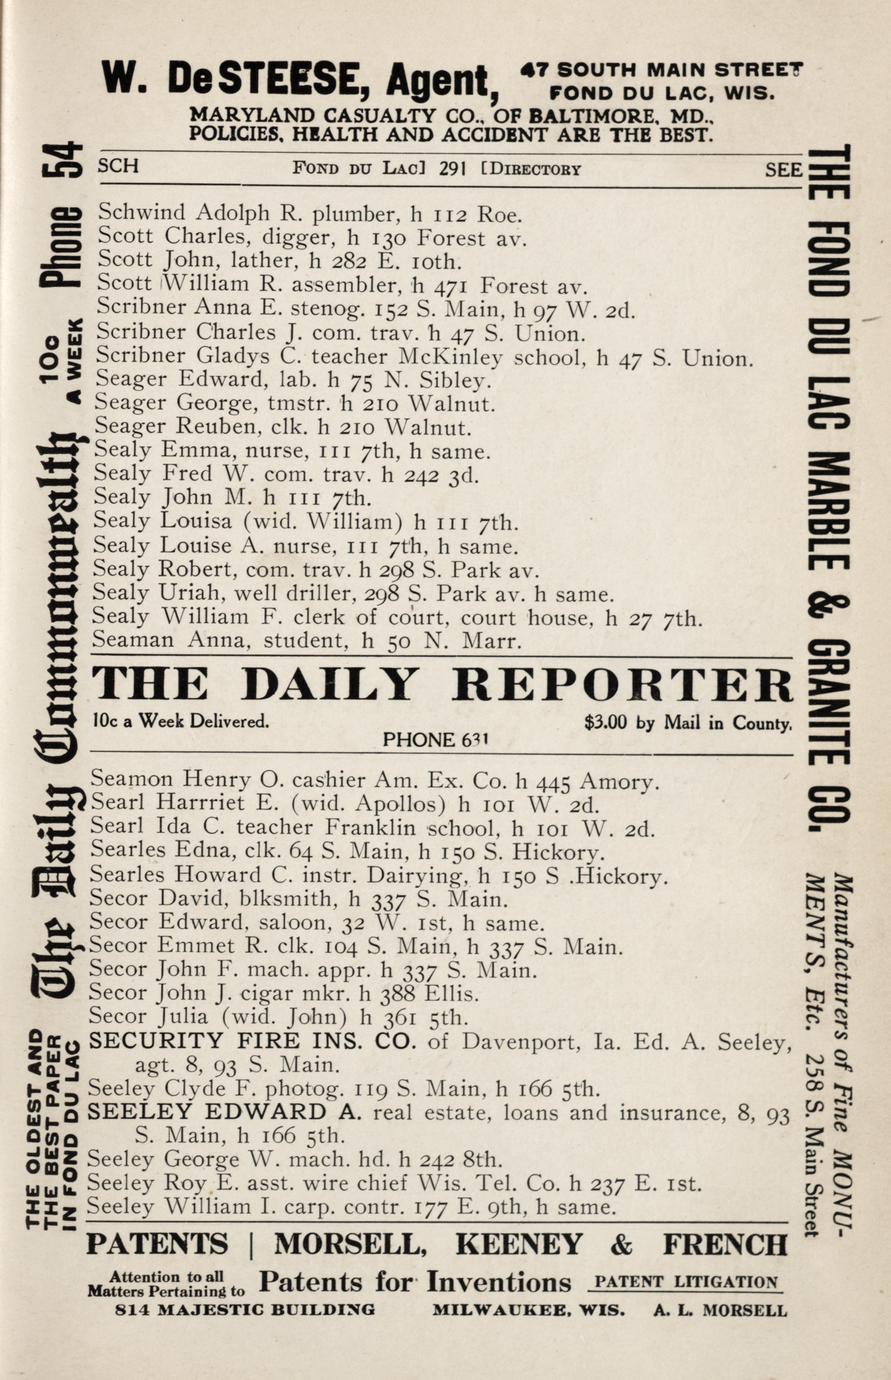 W. DeSTEESE, Agent, 47 SOUTH MAIN STREET
FOND DU LAC, WIS.
MARYLAND CASUALTY CO., OF BALTIMORE, MD.,
POLICIES, HEALTH AND ACCIDENT ARE THE BEST.
SCH FOND DU LAC] 291 [DIRECTORY SEE
Schwind Adolph R. plumber, h 112 Roe.
Scott Charles, digger, h 130 Forest av.
Scott John, lather, h 282 E. 10th.
Scott William R. assembler, h 471 Forest av.
Scribner Anna E. stenog. 152 S. Main, h 97 W. 2d.
Scribner Charles J. com. trav. h 47 S. Union.
Scribner Gladys C. teacher McKinley school, h 47 S. Union.
Seager Edward, lab. h 75 N. Sibley.
Seager George, tmstr. h 210 Walnut.
Seager Reuben, clk. h 210 Walnut.
Sealy Emma, nurse, 111 7th, h same.
Sealy Fred W. com. trav. h 242 3d.
Sealy John M. h 111 7th.
Sealy Louisa (wid. William) h 111 7th.
Sealy Louise A. nurse, 111 7th, h same.
Sealy Robert, com. trav. h 298 S. Park av.
Sealy Uriah, well driller, 298 S. Park av. h same.
Sealy William F. clerk of court, court house, h 27 7th.
Seaman Anna, student, h 50 N. Marr.
THE DAILY REPORTER
10c a Week Delivered. $3.00 by Mail in County.
PHONE 631
Seamon Henry O. cashier Am. Ex. Co. h 445 Amory.
Searl Harrriet E. (wid. Apollos) h 101 W. 2d.
Searl Ida C. teacher Franklin school, h 101 W. 2d.
Searles Edna, clk. 64 S. Main, h 150 S. Hickory.
Searles Howard C. instr. Dairying, h 150 S .Hickory.
Secor David, blksmith, h 337 S. Main.
Secor Edward, saloon, 32 W. 1st, h same.
Secor Emmet R. clk. 104 S. Main, h 337 S. Main.
Secor John F. mach. appr. h 337 S. Main.
Secor John J. cigar mkr. h 388 Ellis.
Secor Julia (wid. John) h 361 5th.
SECURITY FIRE INS. CO. of Davenport, Ia. Ed. A. Seeley,
agt. 8, 93 S. Main.
Seeley Clyde F. photog. 119 S. Main, h 166 5th.
SEELEY EDWARD A. real estate, loans and insurance, 8, 93
S. Main, h 166 5th.
Seeley George W. mach. hd. h 242 8th.
Seeley Roy E. asst. wire chief Wis. Tel. Co. h 237 E. 1st.
Seeley William I. carp. contr. 177 E. 9th, h same.
PATENTS | MORSELL, KEENEY & FRENCH
Attention to all
Matters Pertaining to Patents for Inventions PATENT LITIGATION
814 MAJESTIC BUILDING MILWAUKEE, WIS. A. L. MORSELL
THE OLDEST AND
THE BEST PAPER
IN FOND DU LAC
The Daily Commonwealth
10c
A WEEK
Phone 54
THE FOND DU LAC MARBLE & GRANITE CO.
Manufacturers of Fine MONU-
MENTS, Etc. 258 S. Main Street